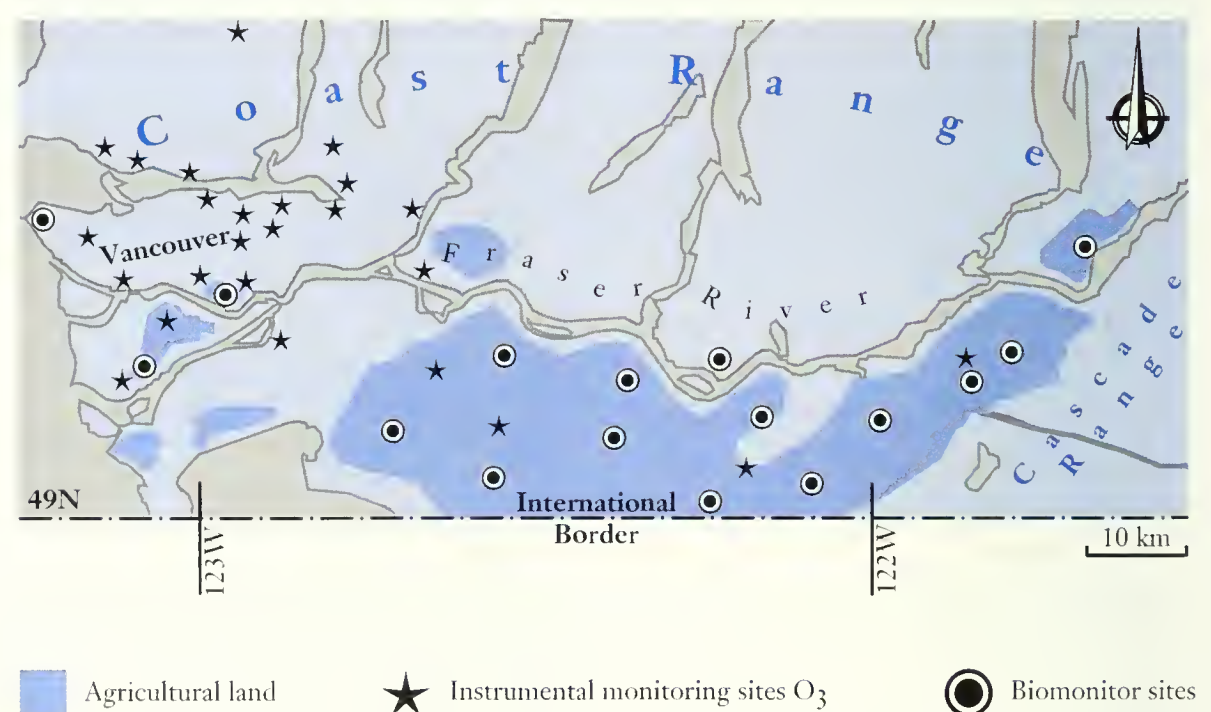 Coast Range
Vancouver
Fraser River
Cascade
Range
49N
International
Border
123W
122W
10 km
Agricultural land
Instrumental monitoring sites O3
Biomonitor sites